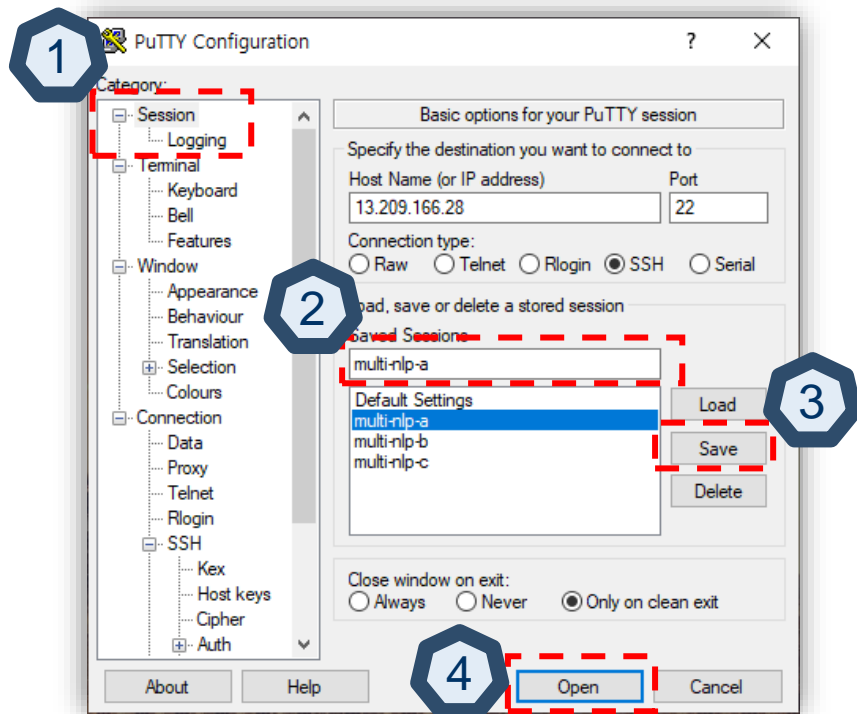 1
PuTTY Configuration
?
Category:
Session
Logging
Terminal
Keyboard
Bell
Features
Window
Appearance
Behaviour
Translation
Selection
Colours
Connection
Data
Proxy
Telnet
Rlogin
SSH
Kex
Host keys
Cipher
Auth
Basic options for your PuTTY session
Specify the destination you want to connect to
Host Name (or IP address) Port
13.209.166.28 22
Connection type:
Raw Telnet Rlogin SSH Serial
2
Load, save or delete a stored session
Saved Sessions
multi-nlp-a
Default Settings
multi-nlp-a
multi-nlp-b
multi-nlp-c
Load
3
Save
Delete
Close window on exit:
Always Never Only on clean exit
4
About Help Open Cancel